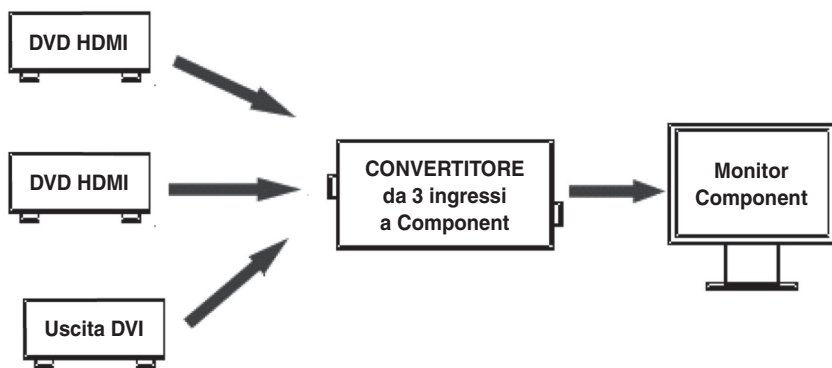 DVD HDMI
DVD HDMI
Uscita DVI
CONVERTITORE
da 3 ingressi
a Component
Monitor
Component